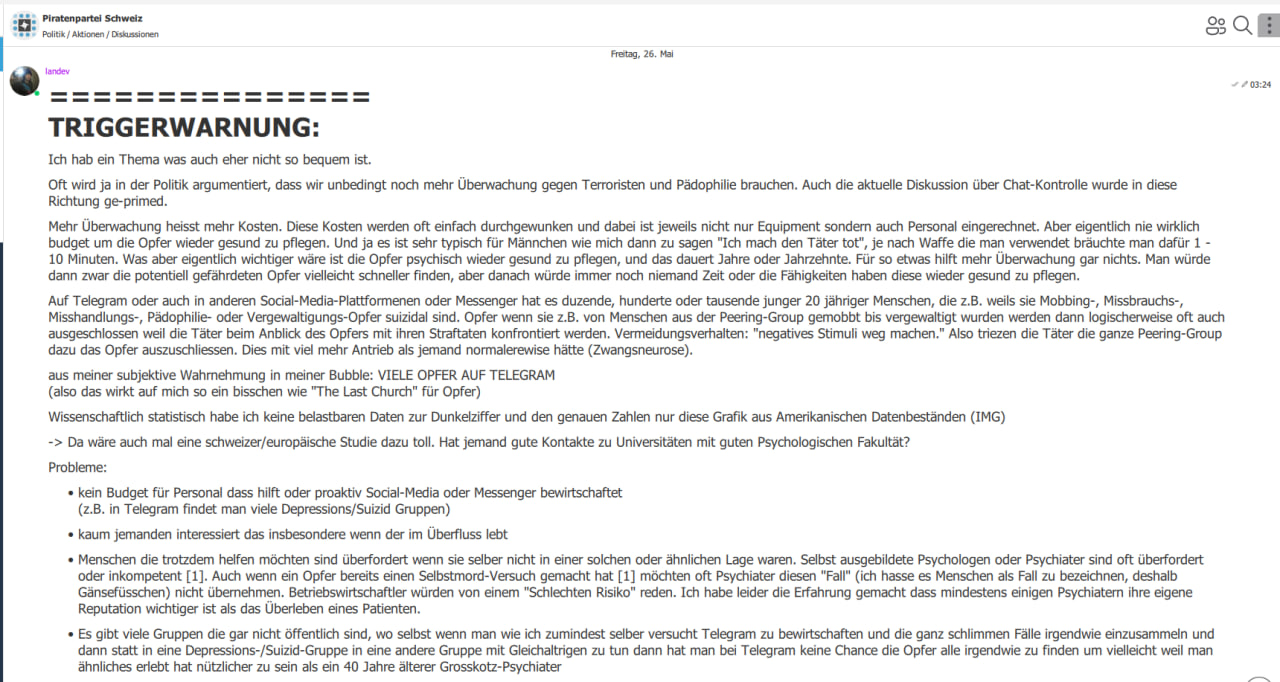 Piratenpartei Schweiz
Politik / Aktionen / Diskussionen
Freitag, 26. Mai
landev
03:24
===============
TRIGGERWARNUNG:
Ich hab ein Thema was auch eher nicht so bequem ist.
Oft wird ja in der Politik argumentiert, dass wir unbedingt noch mehr Überwachung gegen Terroristen und Pädophilie brauchen. Auch die aktuelle Diskussion über Chat-Kontrolle wurde in diese
Richtung ge-primed.
Mehr Überwachung heisst mehr Kosten. Diese Kosten werden oft einfach durchgewunken und dabei ist jeweils nicht nur Equipment sondern auch Personal eingerechnet. Aber eigentlich nie wirklich
budget um die Opfer wieder gesund zu pflegen. Und ja es ist sehr typisch für Männchen wie mich dann zu sagen "Ich mach den Täter tot", je nach Waffe die man verwendet bräuchte man dafür 1 -
10 Minuten. Was aber eigentlich wichtiger wäre ist die Opfer psychisch wieder gesund zu pflegen, und das dauert Jahre oder Jahrzehnte. Für so etwas hilft mehr Überwachung gar nichts. Man würde
dann zwar die potentiell gefährdeten Opfer vielleicht schneller finden, aber danach würde immer noch niemand Zeit oder die Fähigkeiten haben diese wieder gesund zu pflegen.
Auf Telegram oder auch in anderen Social-Media-Plattformenen oder Messenger hat es duzende, hunderte oder tausende junger 20 jähriger Menschen, die z.B. weils sie Mobbing-, Missbrauchs-,
Misshandlungs-, Pädophilie- oder Vergewaltigungs-Opfer suizidal sind. Opfer wenn sie z.B. von Menschen aus der Peering-Group gemobbt bis vergewaltigt wurden werden dann logischerweise oft auch
ausgeschlossen weil die Täter beim Anblick des Opfers mit ihren Straftaten konfrontiert werden. Vermeidungsverhalten: "negatives Stimuli weg machen." Also triezen die Täter die ganze Peering-Group
dazu das Opfer auszuschliessen. Dies mit viel mehr Antrieb als jemand normalerewise hätte (Zwangsneurose).
aus meiner subjektive Wahrnehmung in meiner Bubble: VIELE OPFER AUF TELEGRAM
(also das wirkt auf mich so ein bisschen wie "The Last Church" für Opfer)
Wissenschaftlich statistisch habe ich keine belastbaren Daten zur Dunkelziffer und den genauen Zahlen nur diese Grafik aus Amerikanischen Datenbeständen (IMG)
-> Da wäre auch mal eine schweizer/europäische Studie dazu toll. Hat jemand gute Kontakte zu Universitäten mit guten Psychologischen Fakultät?
Probleme:
• kein Budget für Personal dass hilft oder proaktiv Social-Media oder Messenger bewirtschaftet
(z.B. in Telegram findet man viele Depressions/Suizid Gruppen)
• kaum jemanden interessiert das insbesondere wenn der im Überfluss lebt
• Menschen die trotzdem helfen möchten sind überfordert wenn sie selber nicht in einer solchen oder ähnlichen Lage waren. Selbst ausgebildete Psychologen oder Psychiater sind oft überfordert
oder inkompetent [1]. Auch wenn ein Opfer bereits einen Selbstmord-Versuch gemacht hat [1] möchten oft Psychiater diesen "Fall" (ich hasse es Menschen als Fall zu bezeichnen, deshalb
Gänsefüsschen) nicht übernehmen. Betriebswirtschaftler würden von einem "Schlechten Risiko" reden. Ich habe leider die Erfahrung gemacht dass mindestens einigen Psychiatern ihre eigene
Reputation wichtiger ist als das Überleben eines Patienten.
• Es gibt viele Gruppen die gar nicht öffentlich sind, wo selbst wenn man wie ich zumindest selber versucht Telegram zu bewirtschaften und die ganz schlimmen Fälle irgendwie einzusammeln und
dann statt in eine Depressions-/Suizid-Gruppe in eine andere Gruppe mit Gleichaltrigen zu tun dann hat man bei Telegram keine Chance die Opfer alle irgendwie zu finden um vielleicht weil man
ähnliches erlebt hat nützlicher zu sein als ein 40 Jahre älterer Grosskotz-Psychiater